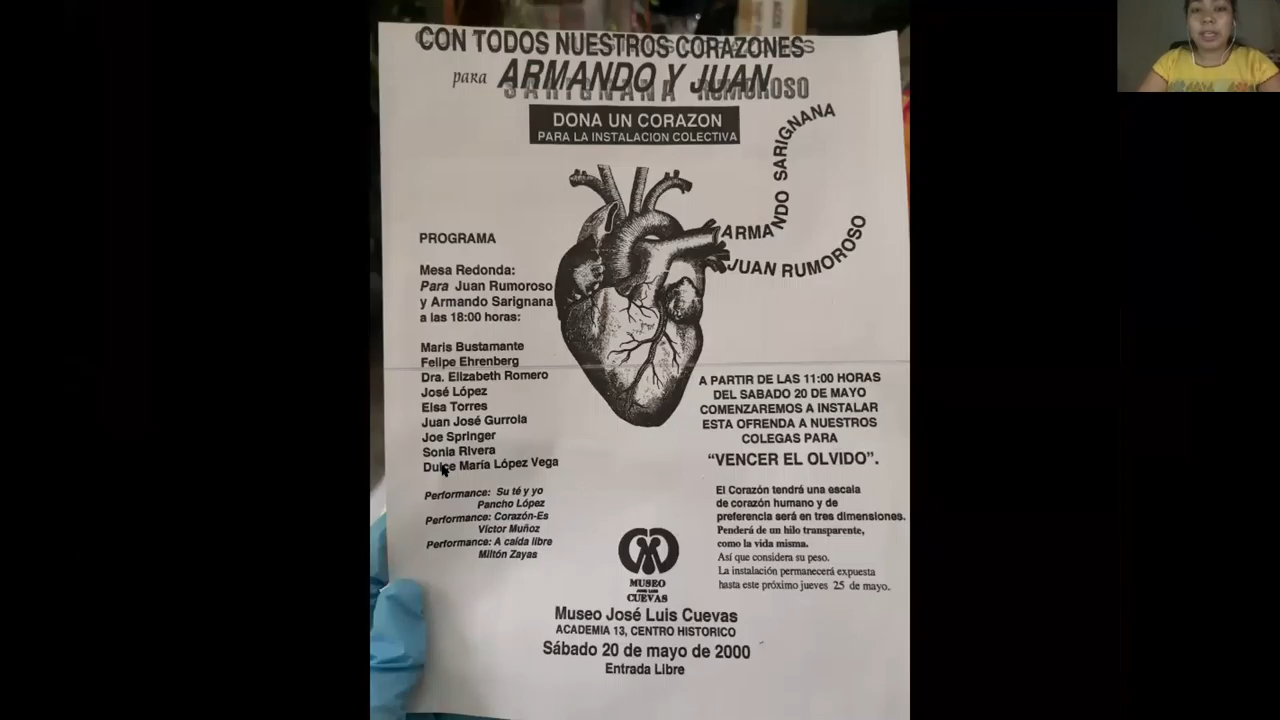 CON TODOS NUESTROS CORAZONES
para ARMANDO Y JUAN
SARIGNANA RUMOROSO
DONA UN CORAZON
PARA LA INSTALACION COLECTIVA
ARMANDO SARIGNANA
JUAN RUMOROSO
PROGRAMA
Mesa Redonda:
Para Juan Rumoroso
y Armando Sarignana
a las 18:00 horas:
Maris Bustamante
Felipe Ehrenberg
Dra. Elizabeth Romero
José López
Elsa Torres
Juan José Gurrola
Joe Springer
Sonia Rivera
Dulce María López Vega
Performance: Su té y yo
Pancho López
Performance: Corazón-Es
Víctor Muñoz
Performance: A caída libre
Miltón Zayas
A PARTIR DE LAS 11:00 HORAS
DEL SABADO 20 DE MAYO
COMENZAREMOS A INSTALAR
ESTA OFRENDA A NUESTROS
COLEGAS PARA
“VENCER EL OLVIDO”.
El Corazón tendrá una escala
de corazón humano y de
preferencia será en tres dimensiones.
Penderá de un hilo transparente,
como la vida misma.
Así que considera su peso.
La instalación permanecerá expuesta
hasta este próximo jueves 25 de mayo.
MUSEO
JOSE LUIS
CUEVAS
Museo José Luis Cuevas
ACADEMIA 13, CENTRO HISTORICO
Sábado 20 de mayo de 2000
Entrada Libre